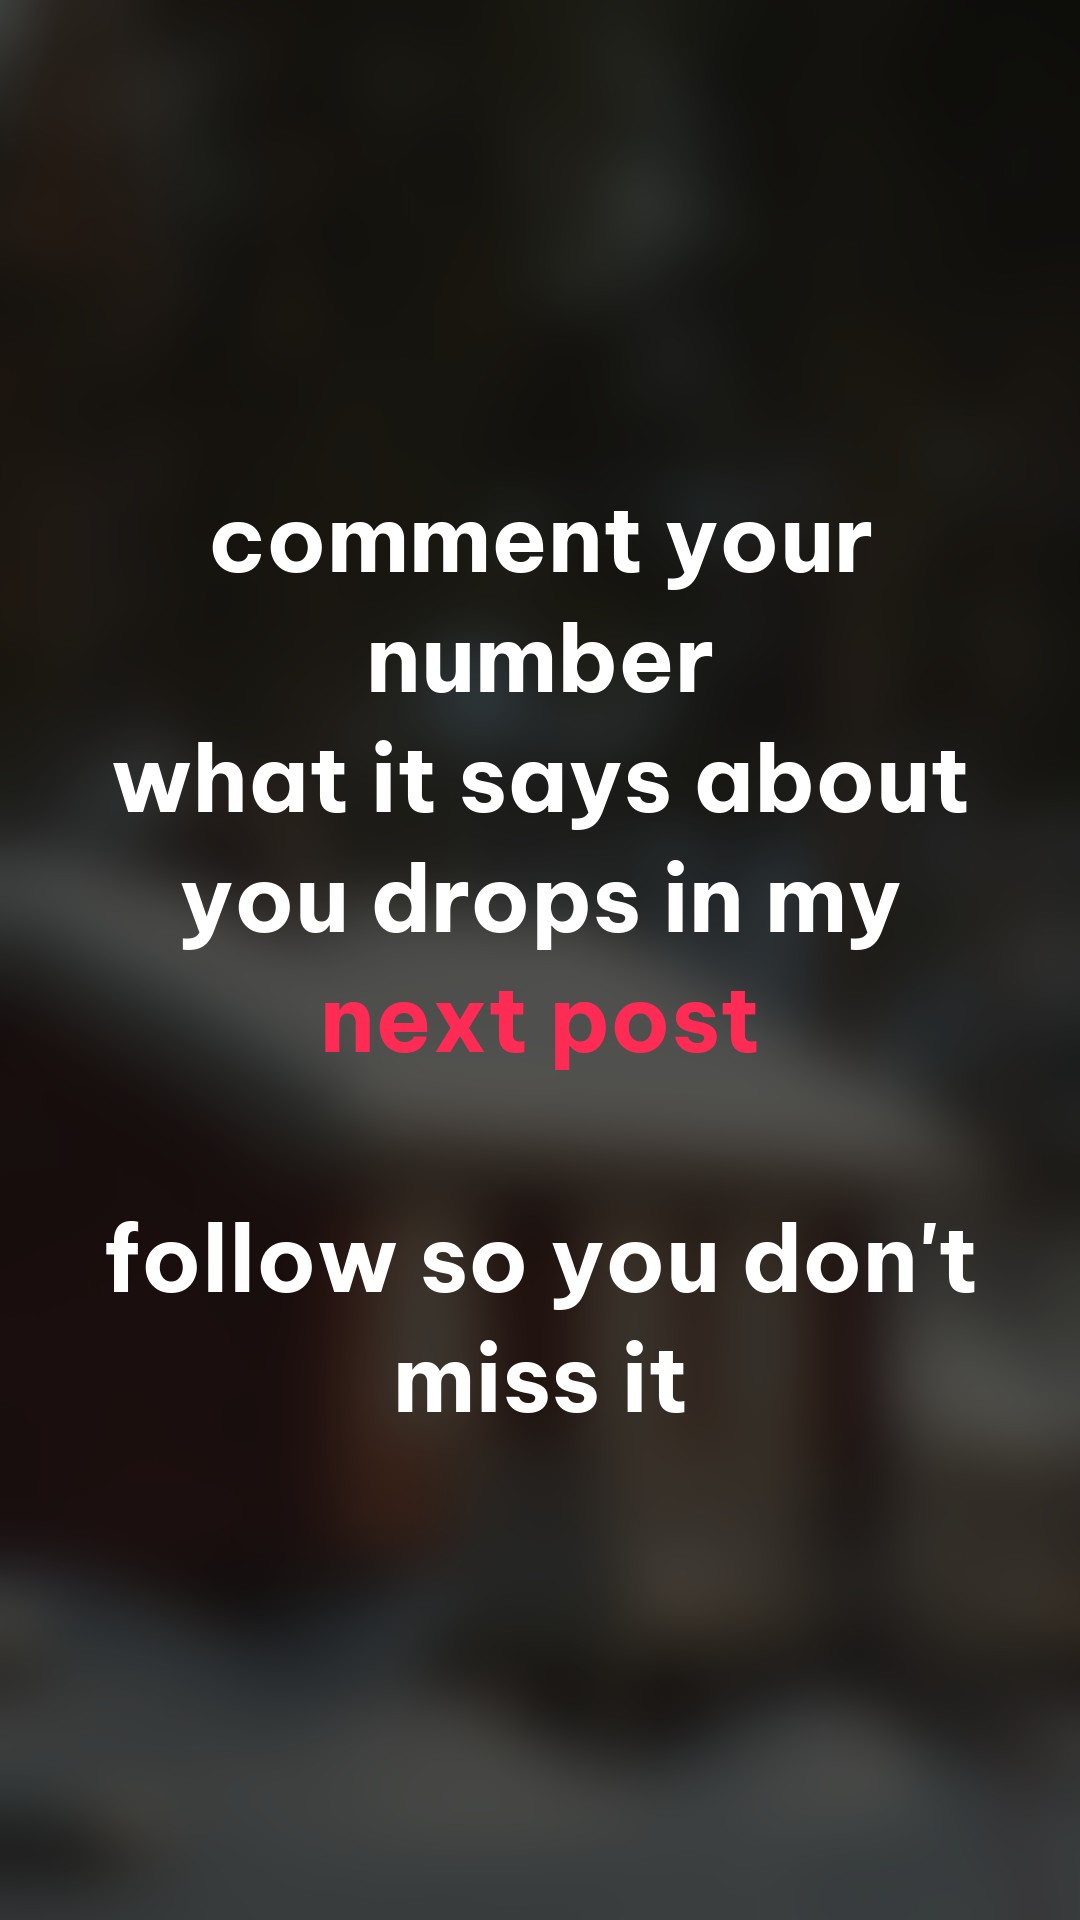 comment your
number
what it says about
you drops in my
next post
follow so you don't
miss it